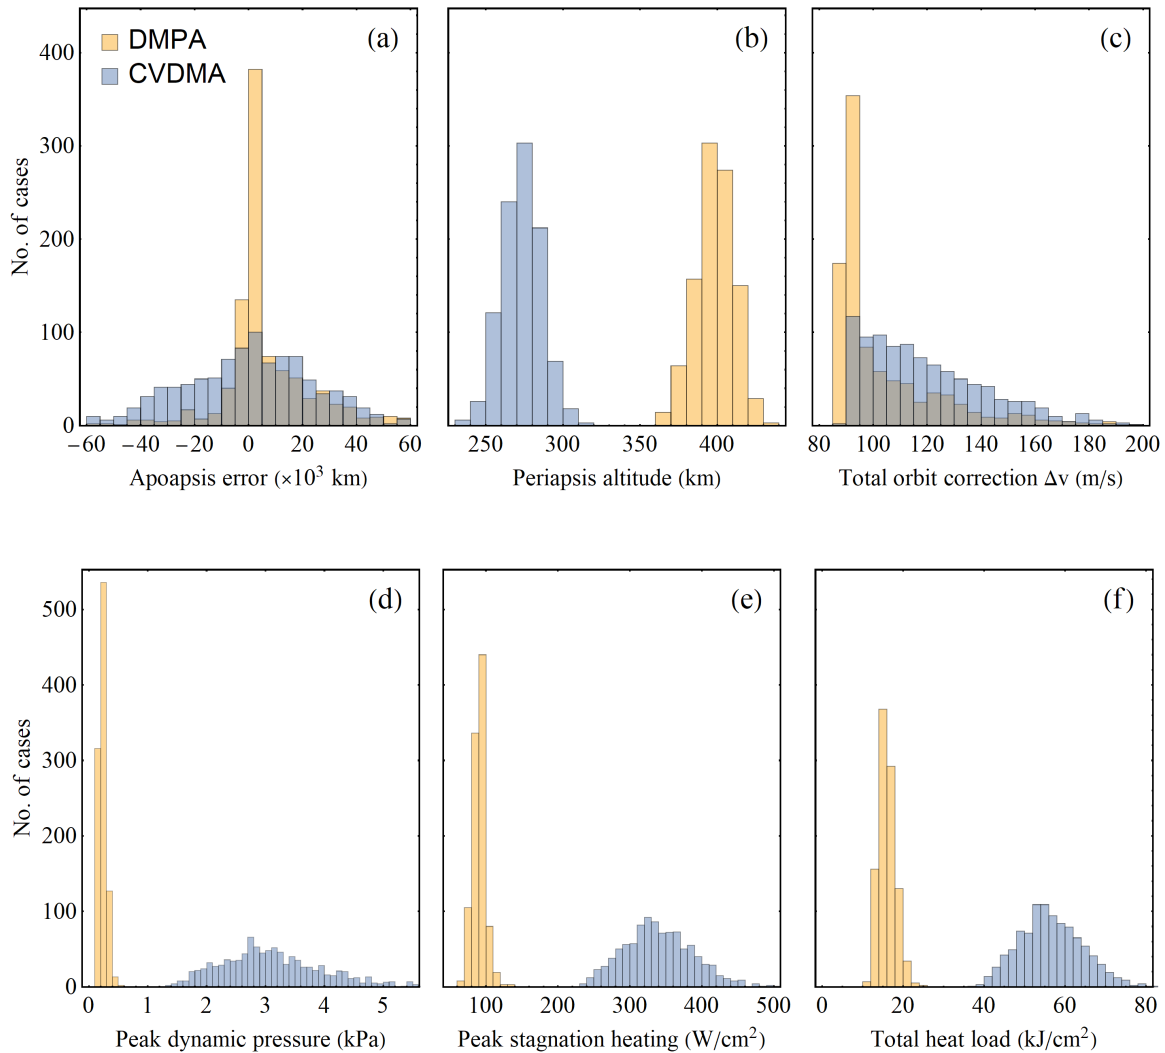 (a)
(b)
(c)
DMPA
CVDMA
400
300
200
100
0
No. of cases
−60 −40 −20 0 20 40 60
Apoapsis error (×10³ km)
250 300 350 400
Periapsis altitude (km)
80 100 120 140 160 180 200
Total orbit correction Δv (m/s)
(d)
(e)
(f)
500
400
300
200
100
0
No. of cases
0 1 2 3 4 5
Peak dynamic pressure (kPa)
100 200 300 400 500
Peak stagnation heating (W/cm²)
0 20 40 60 80
Total heat load (kJ/cm²)